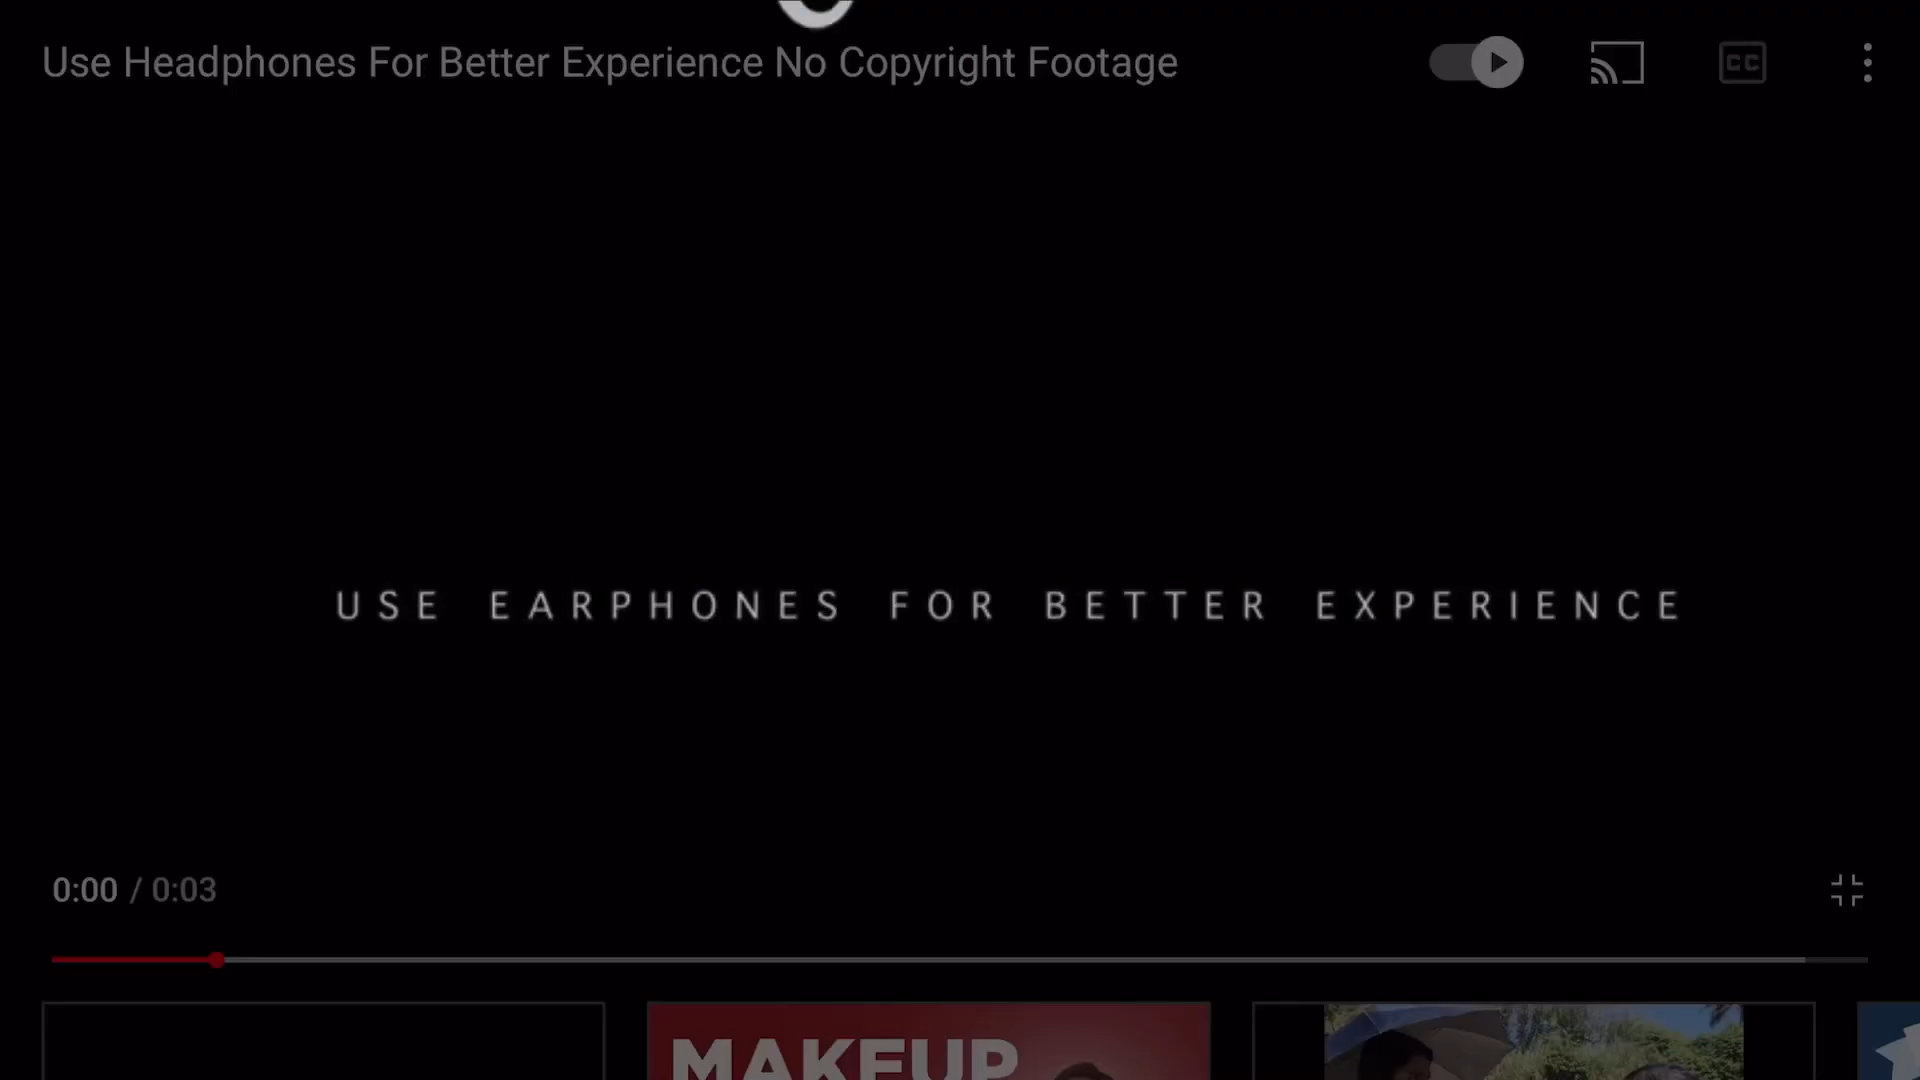 Use Headphones For Better Experience No Copyright Footage
CC
USE EARPHONES FOR BETTER EXPERIENCE
0:00 / 0:03
MAKEUP